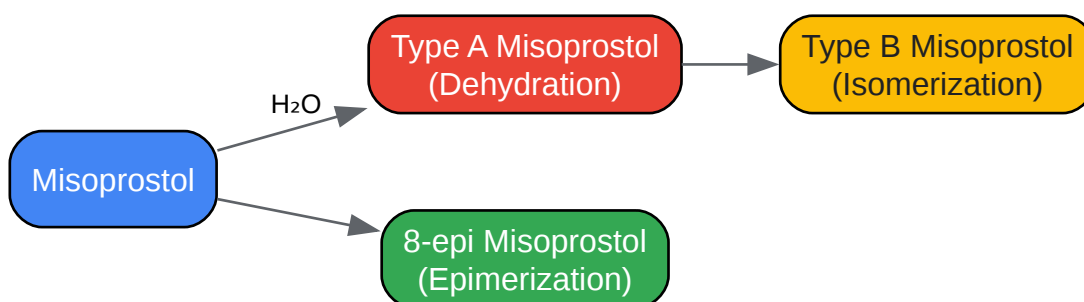 Type A Misoprostol
(Dehydration)
Type B Misoprostol
(Isomerization)
H₂O
Misoprostol
8-epi Misoprostol
(Epimerization)